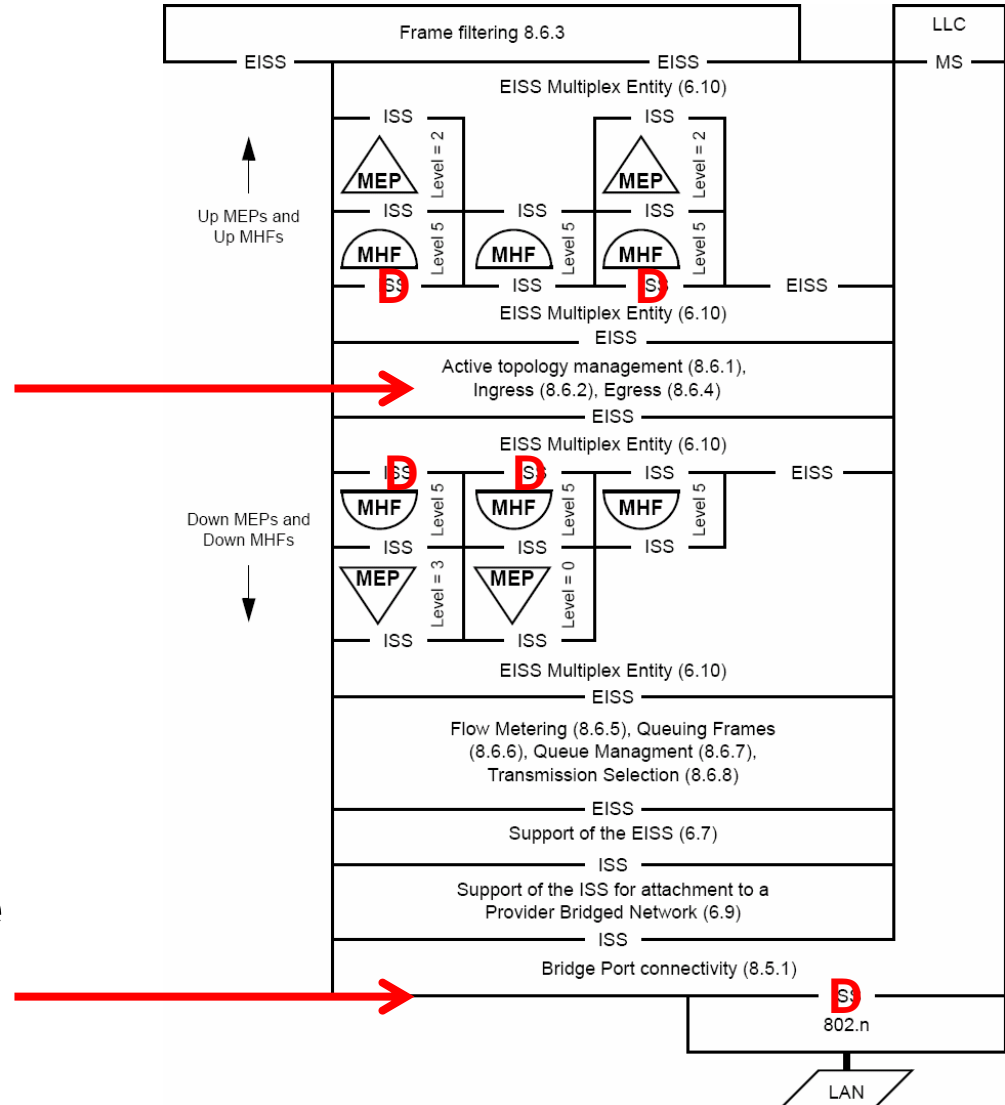 Frame filtering 8.6.3
LLC
EISS
EISS
MS
EISS Multiplex Entity (6.10)
ISS
ISS
MEP
Level = 2
MEP
Level = 2
Up MEPs and
Up MHFs
ISS
ISS
ISS
MHF
Level 5
MHF
Level 5
MHF
Level 5
D
ISS
D
EISS
EISS Multiplex Entity (6.10)
EISS
Active topology management (8.6.1),
Ingress (8.6.2), Egress (8.6.4)
EISS
EISS Multiplex Entity (6.10)
D
D
ISS
EISS
MHF
Level 5
MHF
Level 5
MHF
Level 5
Down MEPs and
Down MHFs
ISS
ISS
ISS
MEP
Level = 3
MEP
Level = 0
ISS
ISS
EISS Multiplex Entity (6.10)
EISS
Flow Metering (8.6.5), Queuing Frames
(8.6.6), Queue Managment (8.6.7),
Transmission Selection (8.6.8)
EISS
Support of the EISS (6.7)
ISS
Support of the ISS for attachment to a
Provider Bridged Network (6.9)
ISS
Bridge Port connectivity (8.5.1)
D
802.n
LAN